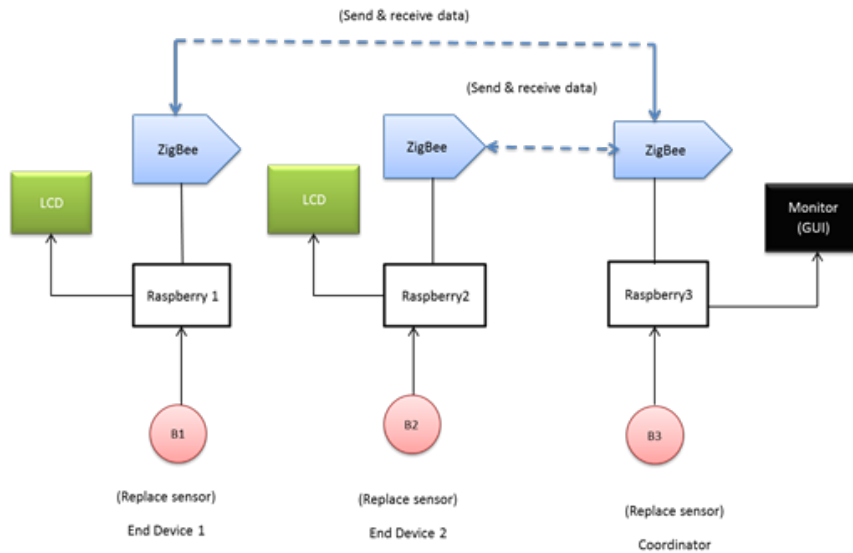 (Send & receive data)
(Send & receive data)
ZigBee
ZigBee
ZigBee
LCD
LCD
Monitor
(GUI)
Raspberry 1
Raspberry2
Raspberry3
B1
B2
B3
(Replace sensor)
End Device 1
(Replace sensor)
End Device 2
(Replace sensor)
Coordinator